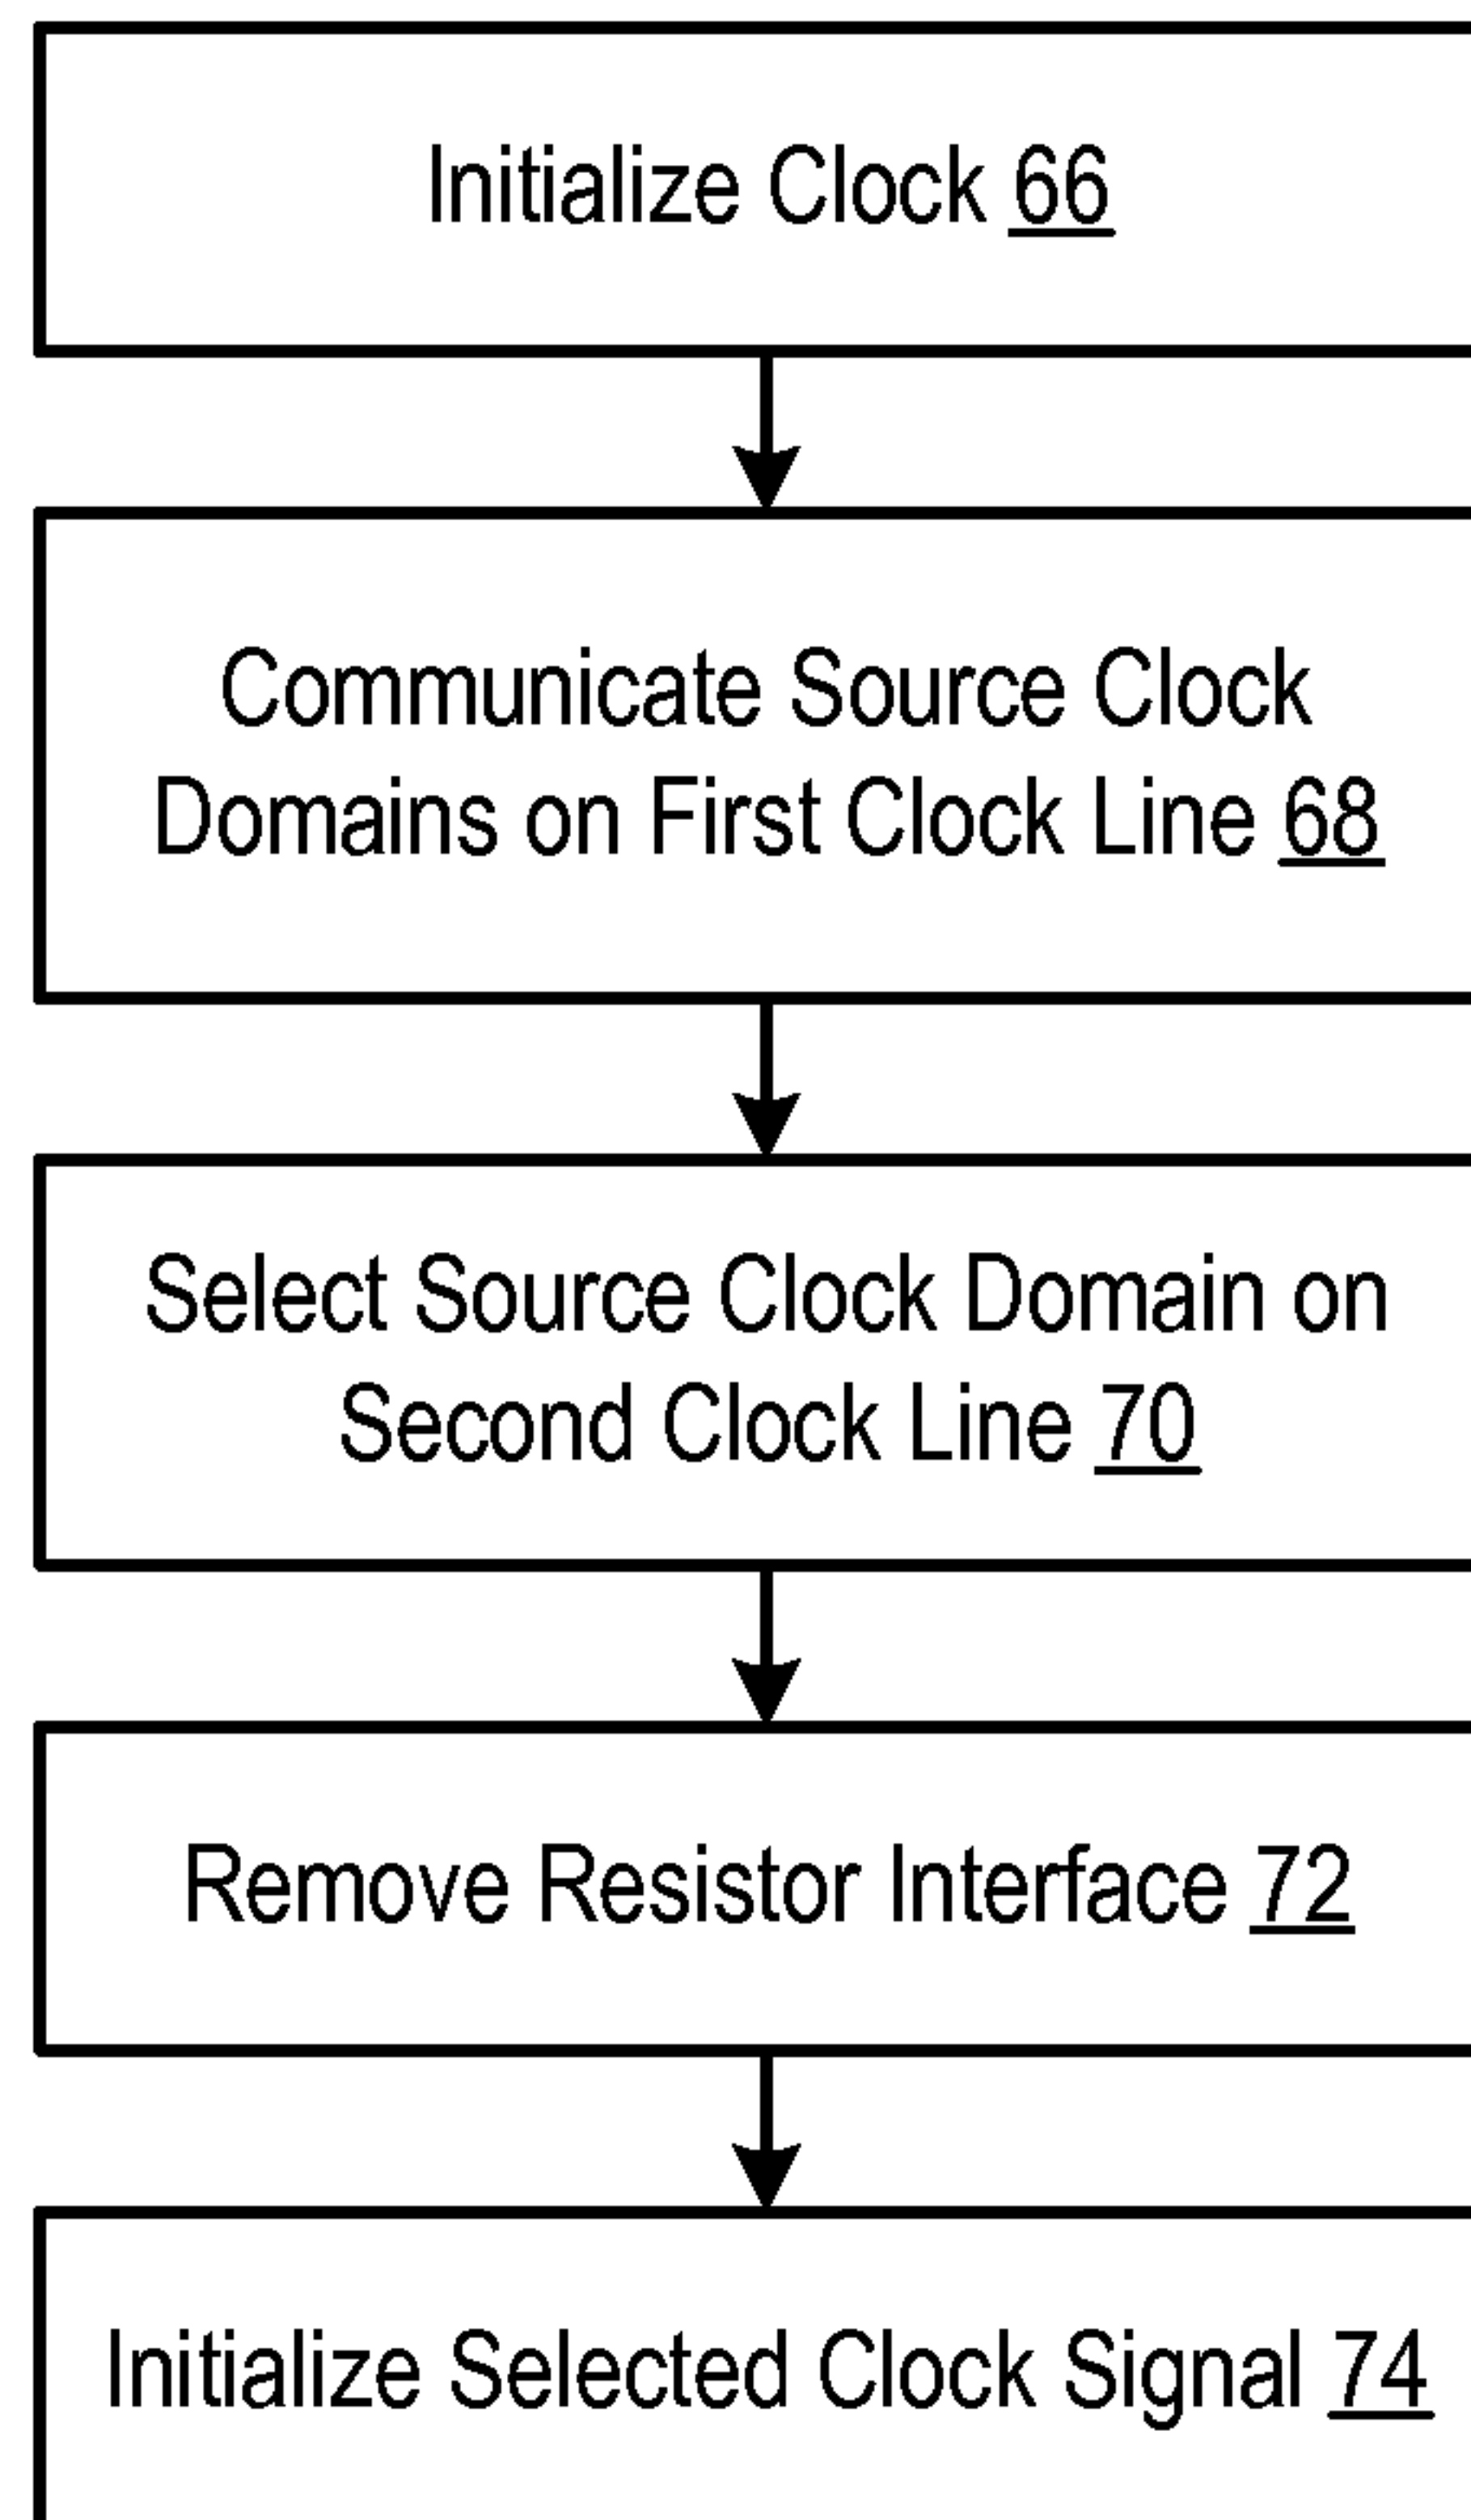 Initialize Clock 66
Communicate Source Clock
Domains on First Clock Line 68
Select Source Clock Domain on
Second Clock Line 70
Remove Resistor Interface 72
Initialize Selected Clock Signal 74